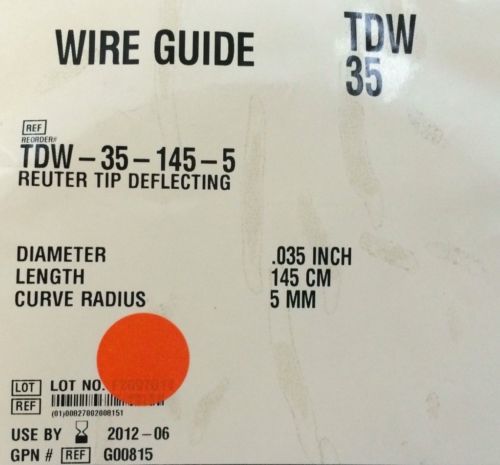 WIRE GUIDE
TDW
35
REF
REORDER#
TDW-35-145-5
REUTER TIP DEFLECTING
DIAMETER .035 INCH
LENGTH 145 CM
CURVE RADIUS 5 MM
LOT LOT NO.
REF
(01)00827002008151
USE BY 2012-06
GPN # REF G00815